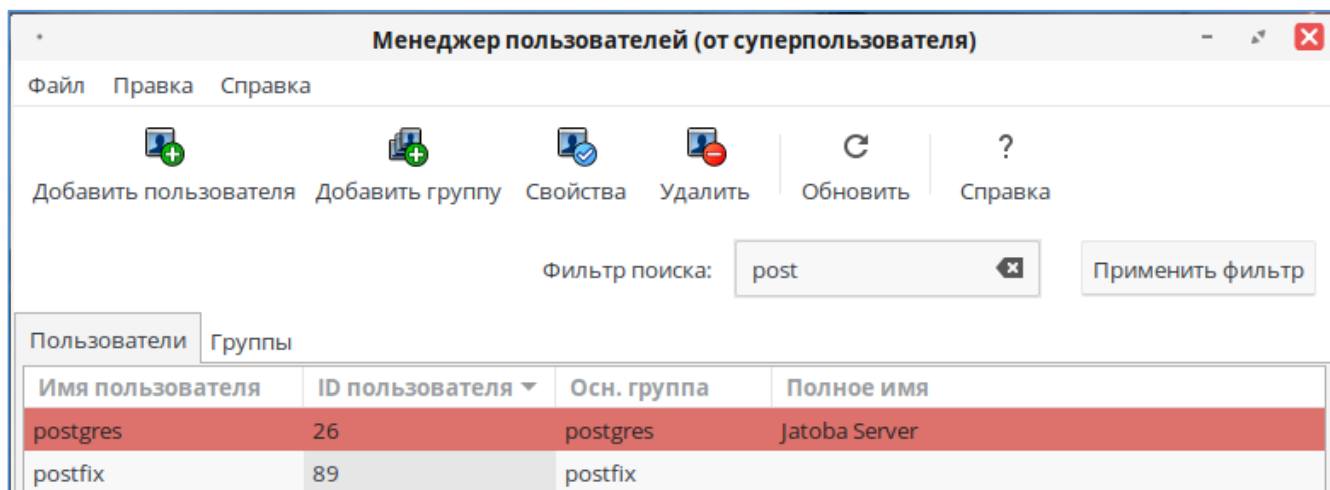 Менеджер пользователей (от суперпользователя)
Файл Правка Справка
Добавить пользователя Добавить группу Свойства Удалить Обновить Справка
Фильтр поиска: post Применить фильтр
Пользователи Группы
Имя пользователя ID пользователя Осн. группа Полное имя
postgres 26 postgres Jatoba Server
postfix 89 postfix